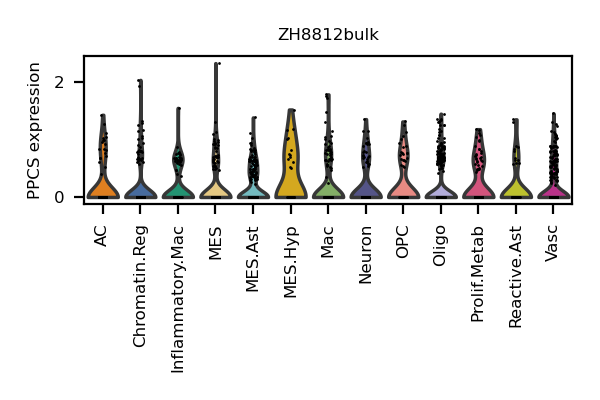 ZH8812bulk
PPCS expression
2
0
AC
Chromatin.Reg
Inflammatory.Mac
MES
MES.Ast
MES.Hyp
Mac
Neuron
OPC
Oligo
Prolif.Metab
Reactive.Ast
Vasc